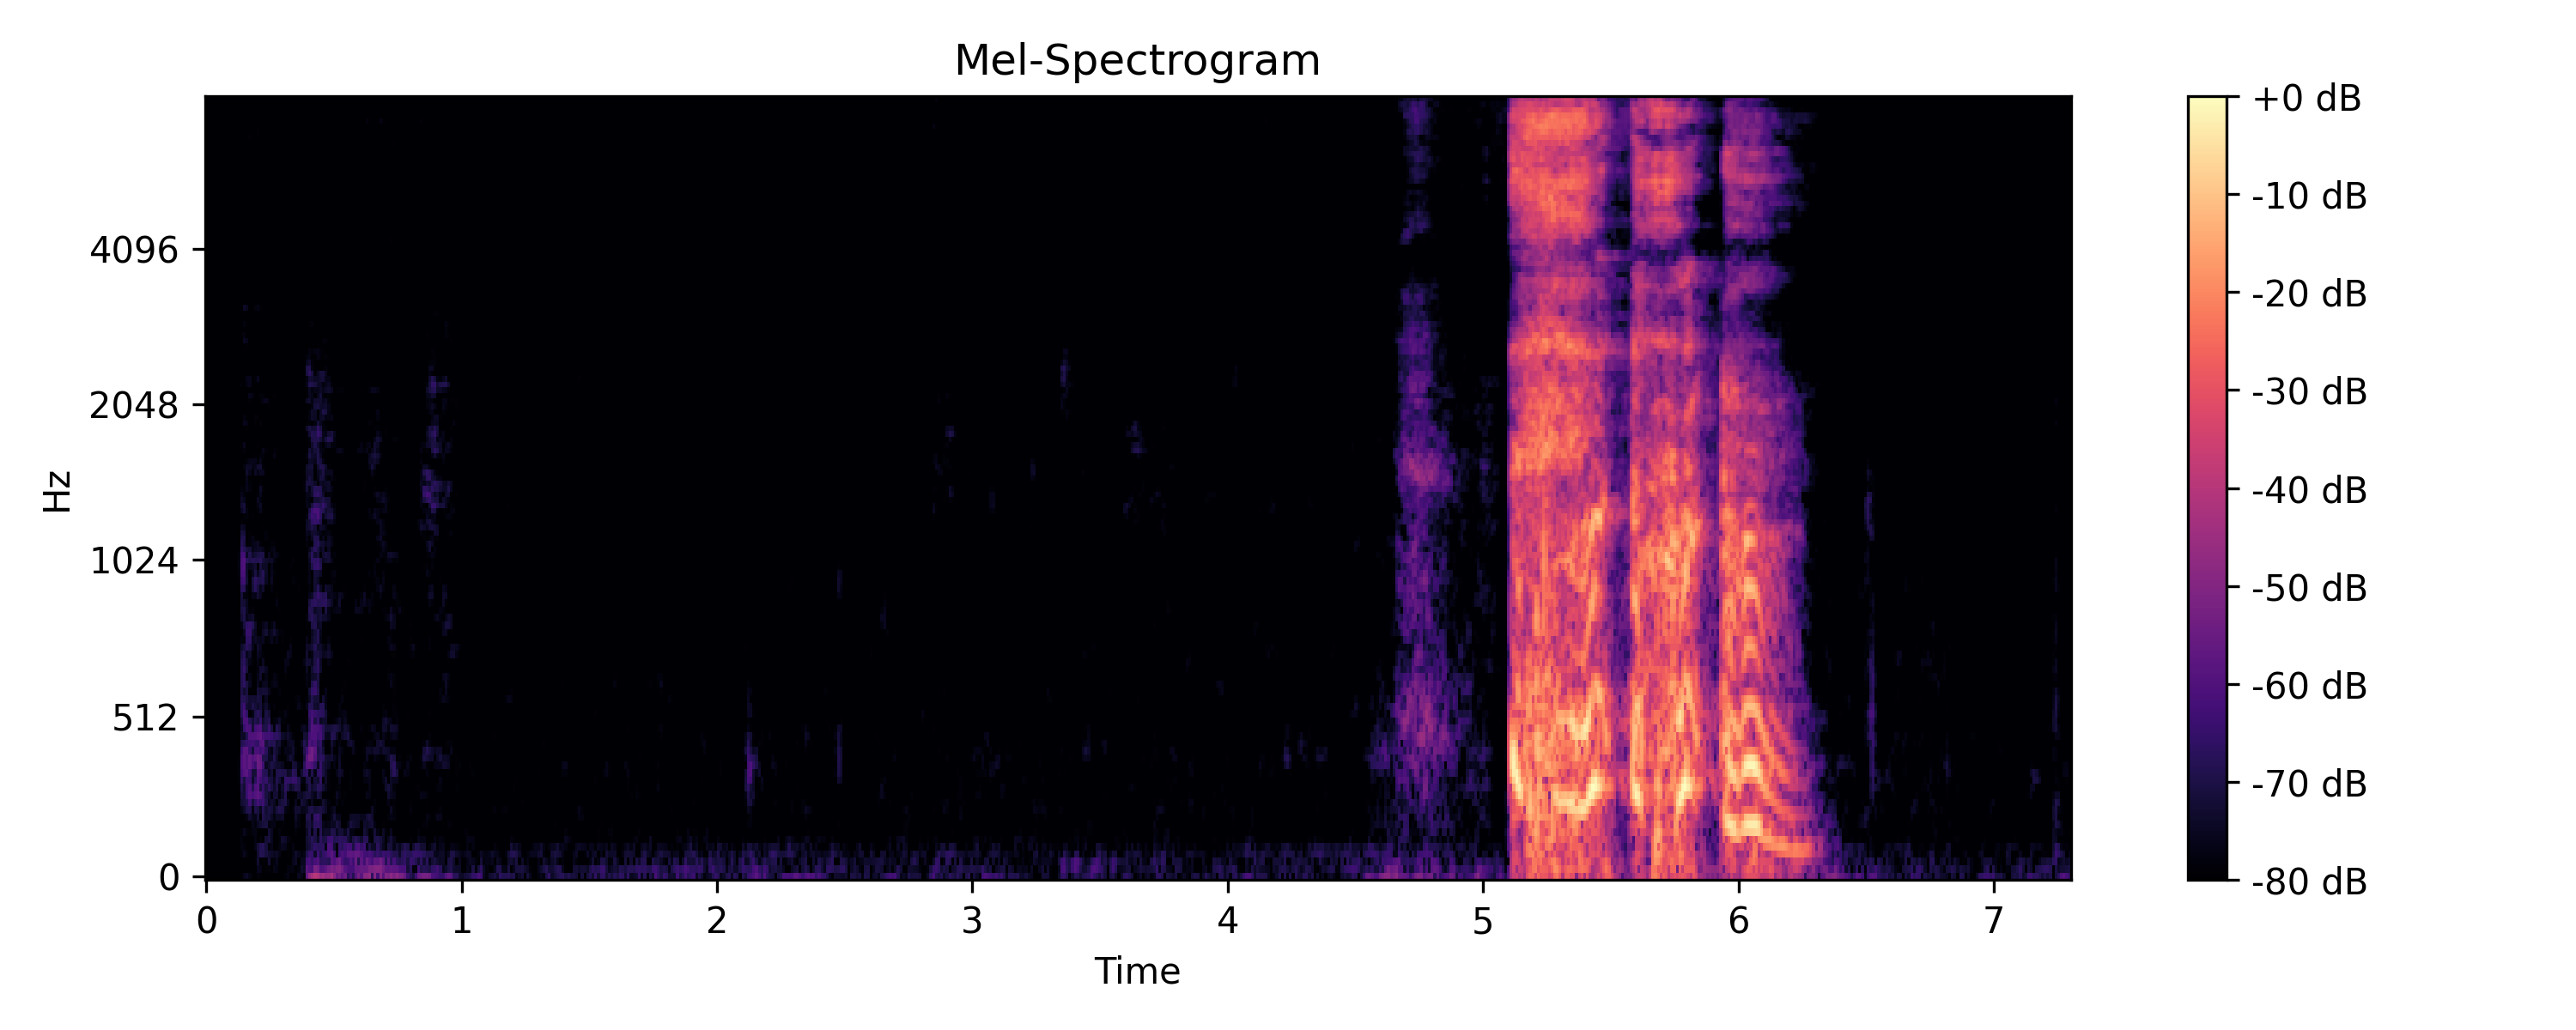 Mel-Spectrogram
+0 dB
-10 dB
-20 dB
-30 dB
-40 dB
-50 dB
-60 dB
-70 dB
-80 dB
4096
2048
1024
512
0
Hz
0 1 2 3 4 5 6 7
Time